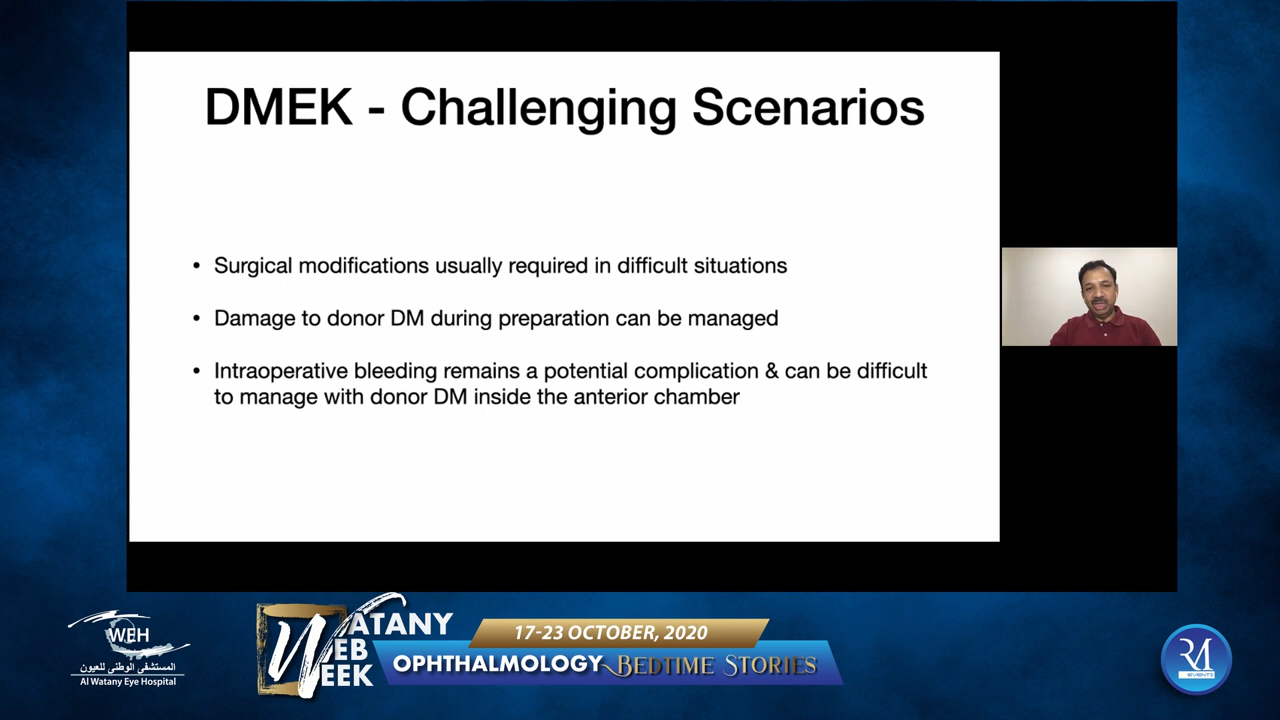 DMEK - Challenging Scenarios
• Surgical modifications usually required in difficult situations
• Damage to donor DM during preparation can be managed
• Intraoperative bleeding remains a potential complication & can be difficult
to manage with donor DM inside the anterior chamber
WEH
المستشفى الوطني للعيون
Al Watany Eye Hospital
WATANY
WEB
WEEK
17-23 OCTOBER, 2020
OPHTHALMOLOGY BEDTIME STORIES
RM
EVENTS